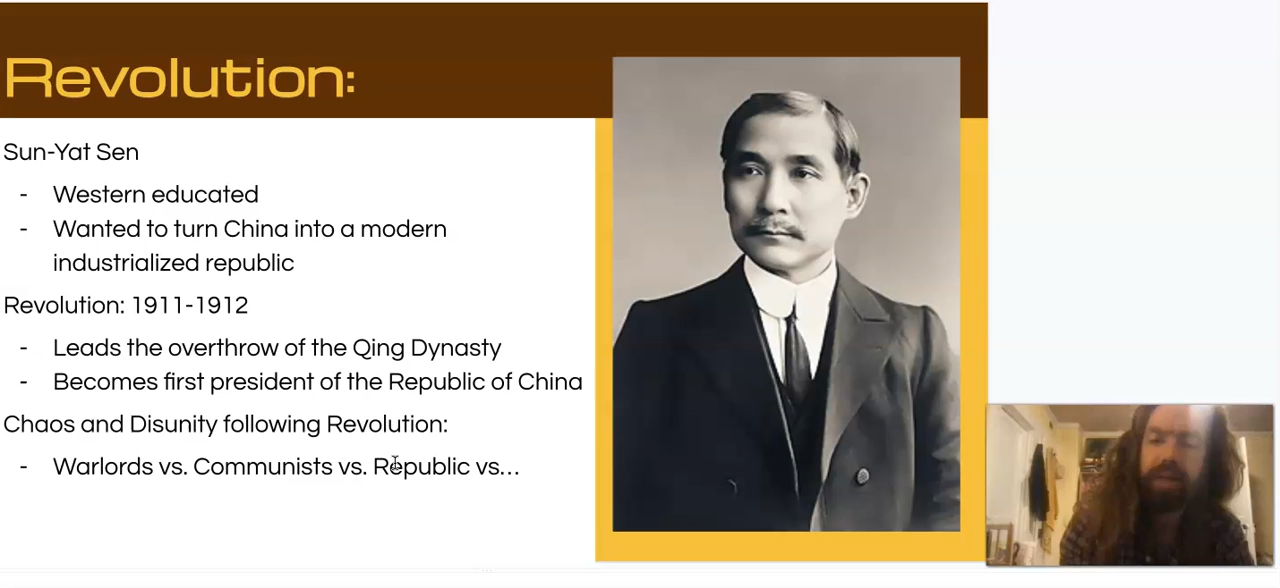 Revolution:
Sun-Yat Sen
- Western educated
- Wanted to turn China into a modern
industrialized republic
Revolution: 1911-1912
- Leads the overthrow of the Qing Dynasty
- Becomes first president of the Republic of China
Chaos and Disunity following Revolution:
- Warlords vs. Communists vs. Republic vs...